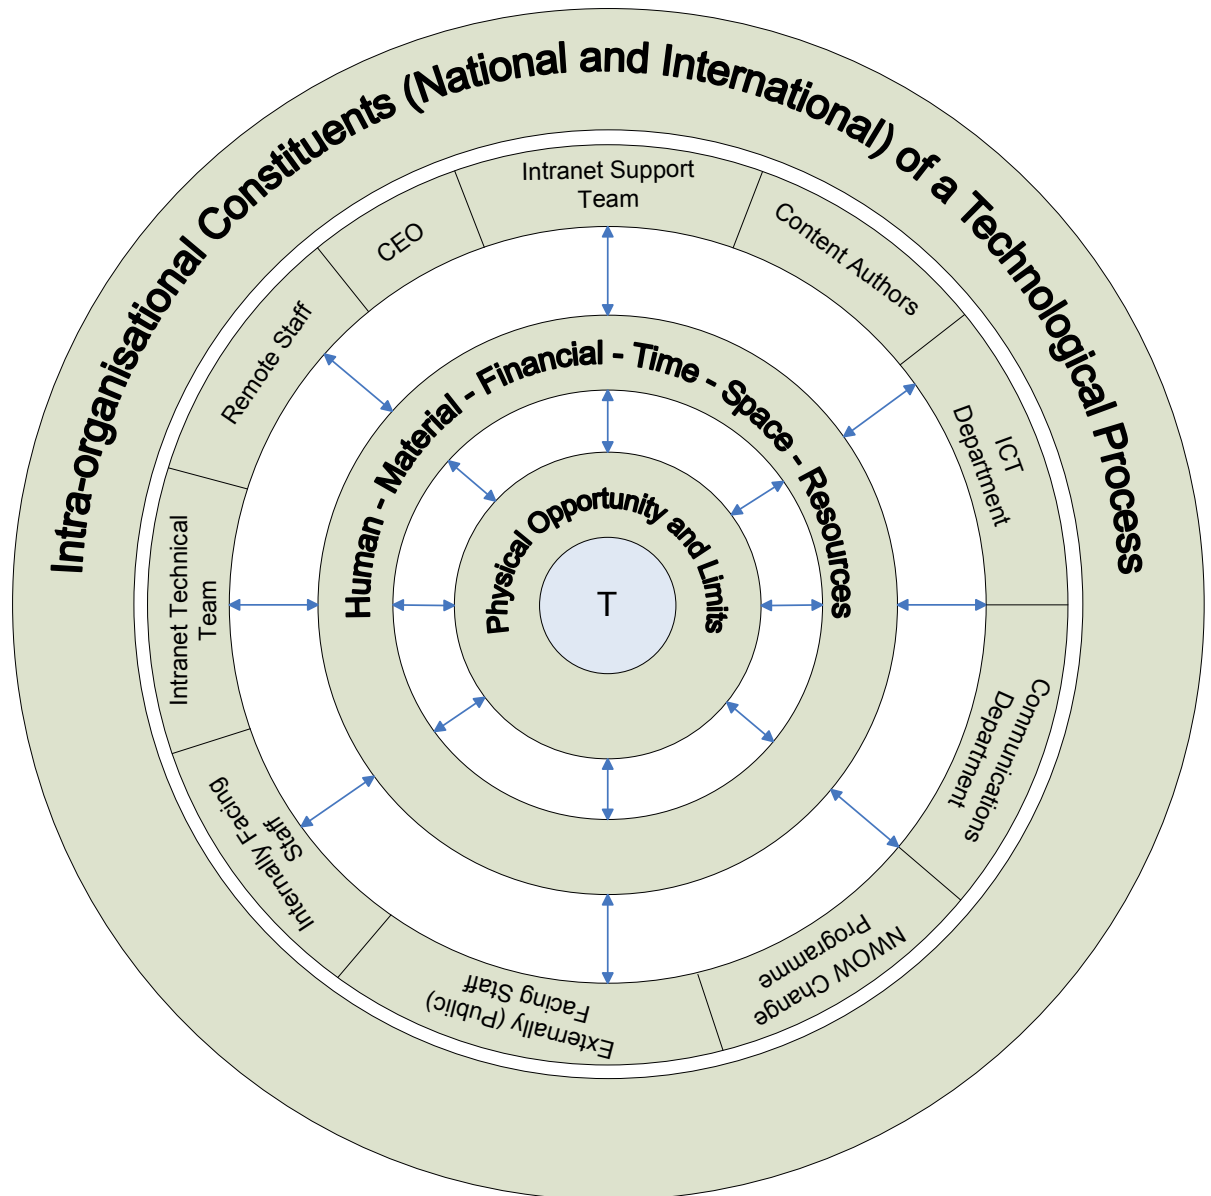 Intra-organisational Constituents (National and International) of a Technological Process
Intranet Support
Team
Content Authors
ICT
Department
Communications
Department
NWOW Change
Programme
Externally (Public)
Facing Staff
Internally Facing
Staff
Intranet Technical
Team
Remote Staff
CEO
Human - Material - Financial - Time - Space - Resources
Physical Opportunity and Limits
T